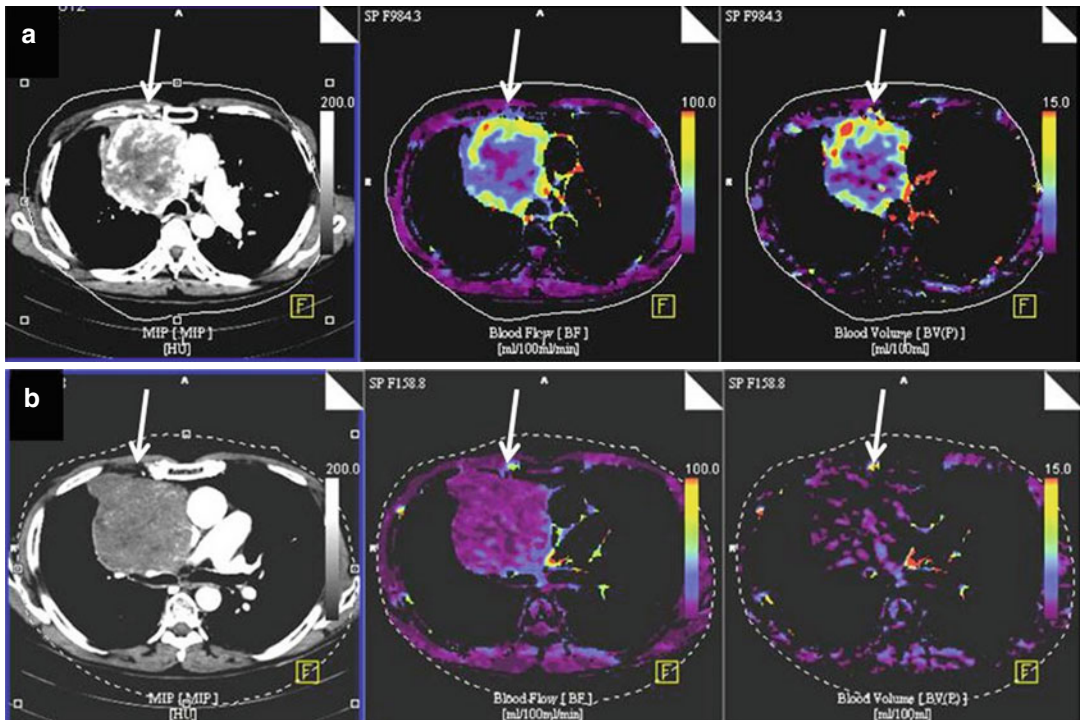 a
A
200.0
R
F
MIP [ MIP ]
[HU]
SP F984.3
A
100.0
R
F
Blood Flow [ BF ]
[ml/100ml/min]
SP F984.3
A
15.0
R
F
Blood Volume [ BV(P) ]
[ml/100ml]
b
A
200.0
F
MIP [ MIP ]
[HU]
SP F158.8
A
100.0
R
F
Blood Flow [ BF ]
[ml/100ml/min]
SP F158.8
A
15.0
R
F
Blood Volume [ BV(P) ]
[ml/100ml]